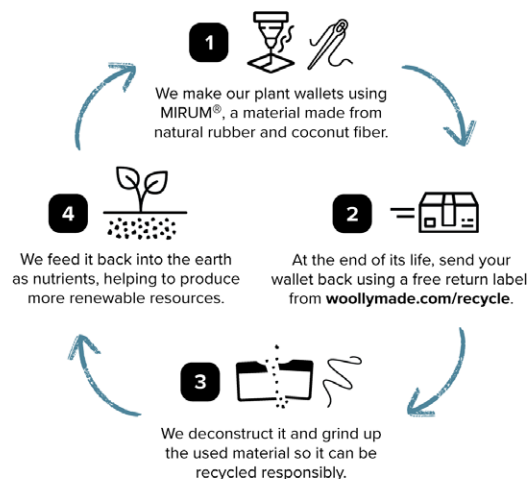 1
We make our plant wallets using
MIRUM®, a material made from
natural rubber and coconut fiber.
2
At the end of its life, send your
wallet back using a free return label
from woollymade.com/recycle.
3
We deconstruct it and grind up
the used material so it can be
recycled responsibly.
4
We feed it back into the earth
as nutrients, helping to produce
more renewable resources.